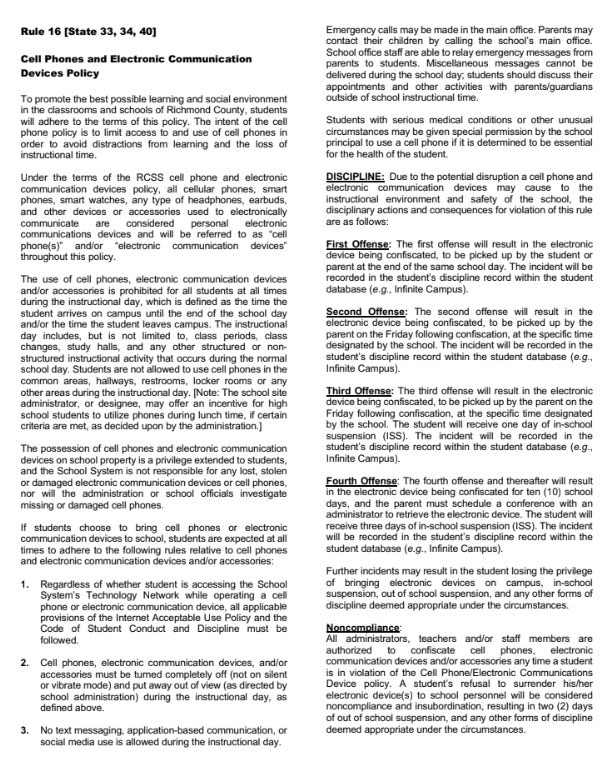 Rule 16 [State 33, 34, 40]
Cell Phones and Electronic Communication
Devices Policy
To promote the best possible learning and social environment
in the classrooms and schools of Richmond County, students
will adhere to the terms of this policy. The intent of the cell
phone policy is to limit access to and use of cell phones in
order to avoid distractions from learning and the loss of
instructional time.
Under the terms of the RCSS cell phone and electronic
communication devices policy, all cellular phones, smart
phones, smart watches, any type of headphones, earbuds,
and other devices or accessories used to electronically
communicate are considered personal electronic
communications devices and will be referred to as “cell
phone(s)” and/or “electronic communication devices”
throughout this policy.
The use of cell phones, electronic communication devices
and/or accessories is prohibited for all students at all times
during the instructional day, which is defined as the time the
student arrives on campus until the end of the school day
and/or the time the student leaves campus. The instructional
day includes, but is not limited to, class periods, class
changes, study halls, and any other structured or non-
structured instructional activity that occurs during the normal
school day. Students are not allowed to use cell phones in the
common areas, hallways, restrooms, locker rooms or any
other areas during the instructional day. [Note: The school site
administrator, or designee, may offer an incentive for high
school students to utilize phones during lunch time, if certain
criteria are met, as decided upon by the administration.]
The possession of cell phones and electronic communication
devices on school property is a privilege extended to students,
and the School System is not responsible for any lost, stolen
or damaged electronic communication devices or cell phones,
nor will the administration or school officials investigate
missing or damaged cell phones.
If students choose to bring cell phones or electronic
communication devices to school, students are expected at all
times to adhere to the following rules relative to cell phones
and electronic communication devices and/or accessories:
1. Regardless of whether student is accessing the School
System’s Technology Network while operating a cell
phone or electronic communication device, all applicable
provisions of the Internet Acceptable Use Policy and the
Code of Student Conduct and Discipline must be
followed.
2. Cell phones, electronic communication devices, and/or
accessories must be turned completely off (not on silent
or vibrate mode) and put away out of view (as directed by
school administration) during the instructional day, as
defined above.
3. No text messaging, application-based communication, or
social media use is allowed during the instructional day.
Emergency calls may be made in the main office. Parents may
contact their children by calling the school’s main office.
School office staff are able to relay emergency messages from
parents to students. Miscellaneous messages cannot be
delivered during the school day; students should discuss their
appointments and other activities with parents/guardians
outside of school instructional time.
Students with serious medical conditions or other unusual
circumstances may be given special permission by the school
principal to use a cell phone if it is determined to be essential
for the health of the student.
DISCIPLINE: Due to the potential disruption a cell phone and
electronic communication devices may cause to the
instructional environment and safety of the school, the
disciplinary actions and consequences for violation of this rule
are as follows:
First Offense: The first offense will result in the electronic
device being confiscated, to be picked up by the student or
parent at the end of the same school day. The incident will be
recorded in the student’s discipline record within the student
database (e.g., Infinite Campus).
Second Offense: The second offense will result in the
electronic device being confiscated, to be picked up by the
parent on the Friday following confiscation, at the specific time
designated by the school. The incident will be recorded in the
student’s discipline record within the student database (e.g.,
Infinite Campus).
Third Offense: The third offense will result in the electronic
device being confiscated, to be picked up by the parent on the
Friday following confiscation, at the specific time designated
by the school. The student will receive one day of in-school
suspension (ISS). The incident will be recorded in the
student’s discipline record within the student database (e.g.,
Infinite Campus).
Fourth Offense: The fourth offense and thereafter will result
in the electronic device being confiscated for ten (10) school
days, and the parent must schedule a conference with an
administrator to retrieve the electronic device. The student will
receive three days of in-school suspension (ISS). The incident
will be recorded in the student’s discipline record within the
student database (e.g., Infinite Campus).
Further incidents may result in the student losing the privilege
of bringing electronic devices on campus, in-school
suspension, out of school suspension, and any other forms of
discipline deemed appropriate under the circumstances.
Noncompliance:
All administrators, teachers and/or staff members are
authorized to confiscate cell phones, electronic
communication devices and/or accessories any time a student
is in violation of the Cell Phone/Electronic Communications
Device policy. A student’s refusal to surrender his/her
electronic device(s) to school personnel will be considered
noncompliance and insubordination, resulting in two (2) days
of out of school suspension, and any other forms of discipline
deemed appropriate under the circumstances.